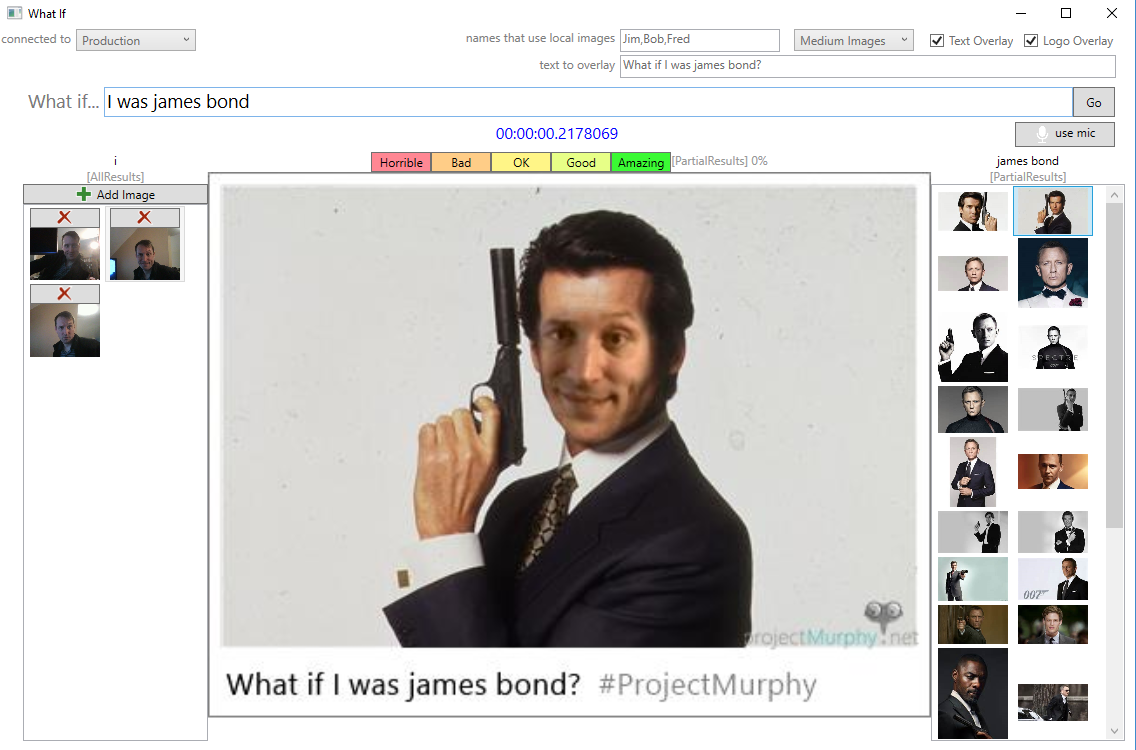 What If
connected to Production names that use local images Jim,Bob,Fred Medium Images Text Overlay Logo Overlay
text to overlay What if I was james bond?
What if... I was james bond Go
00:00:00.2178069 use mic
i Horrible Bad OK Good Amazing [PartialResults] 0% james bond
[AllResults] [PartialResults]
Add Image
SPECTRE
007
projectMurphy.net
What if I was james bond? #ProjectMurphy